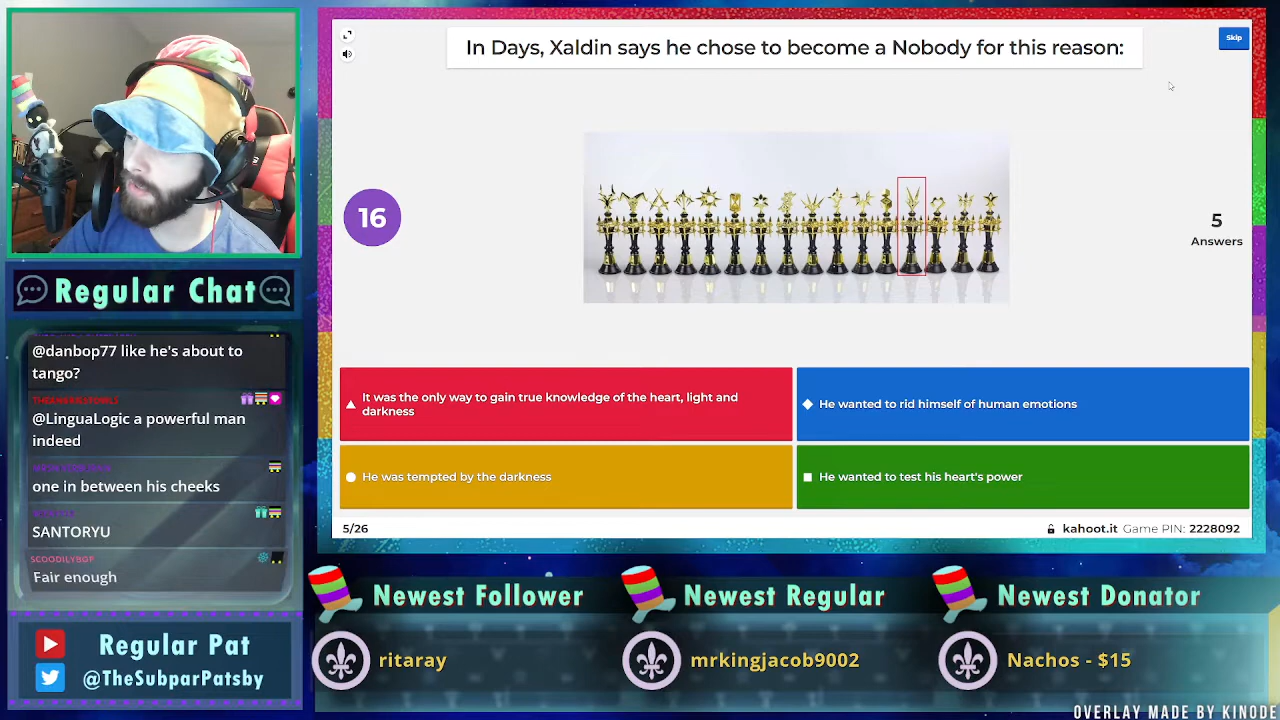 In Days, Xaldin says he chose to become a Nobody for this reason:
Skip
16
5
Answers
It was the only way to gain true knowledge of the heart, light and
darkness
He wanted to rid himself of human emotions
He was tempted by the darkness
He wanted to test his heart's power
5/26
kahoot.it Game PIN: 2228092
Regular Chat
@danbop77 like he's about to
tango?
@LinguaLogic a powerful man
indeed
one in between his cheeks
SANTORYU
SCOODILYBOP
Fair enough
Regular Pat
@TheSubparPatsby
Newest Follower
ritaray
Newest Regular
mrkingjacob9002
Newest Donator
Nachos - $15
OVERLAY MADE BY KINODE